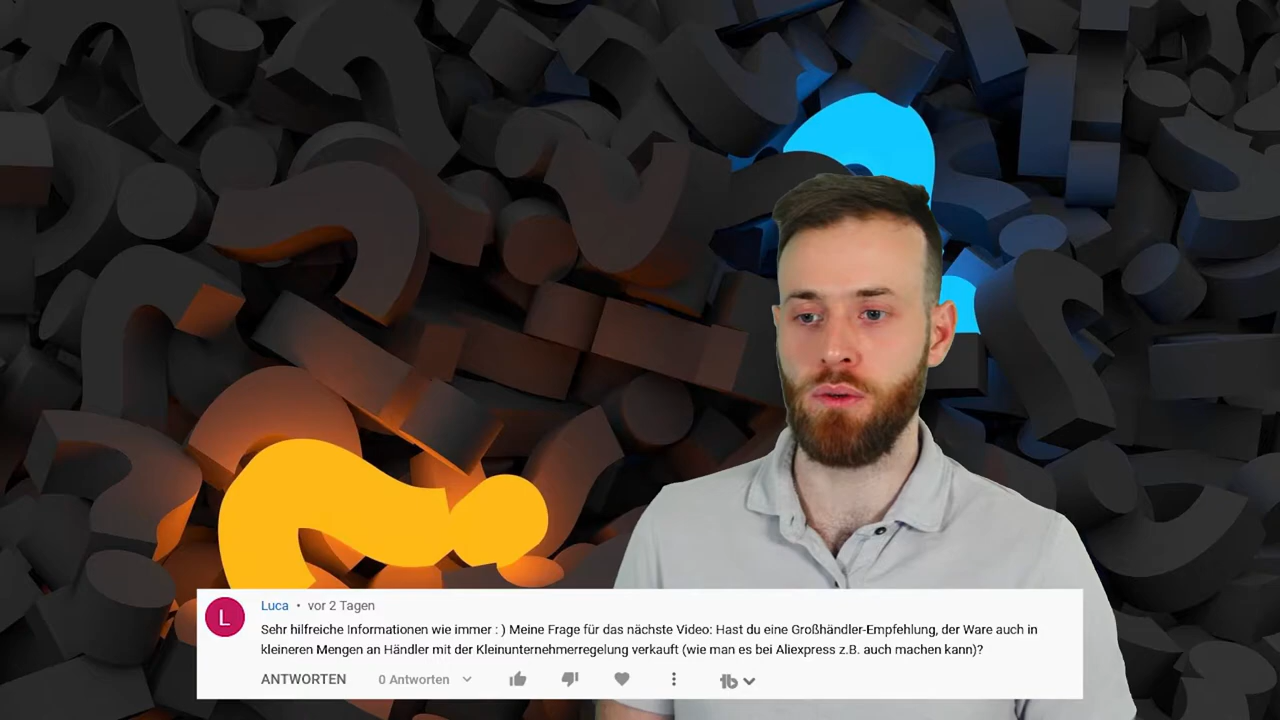 L
Luca • vor 2 Tagen
Sehr hilfreiche Informationen wie immer : ) Meine Frage für das nächste Video: Hast du eine Großhändler-Empfehlung, der Ware auch in
kleineren Mengen an Händler mit der Kleinunternehmerregelung verkauft (wie man es bei Aliexpress z.B. auch machen kann)?
ANTWORTEN 0 Antworten